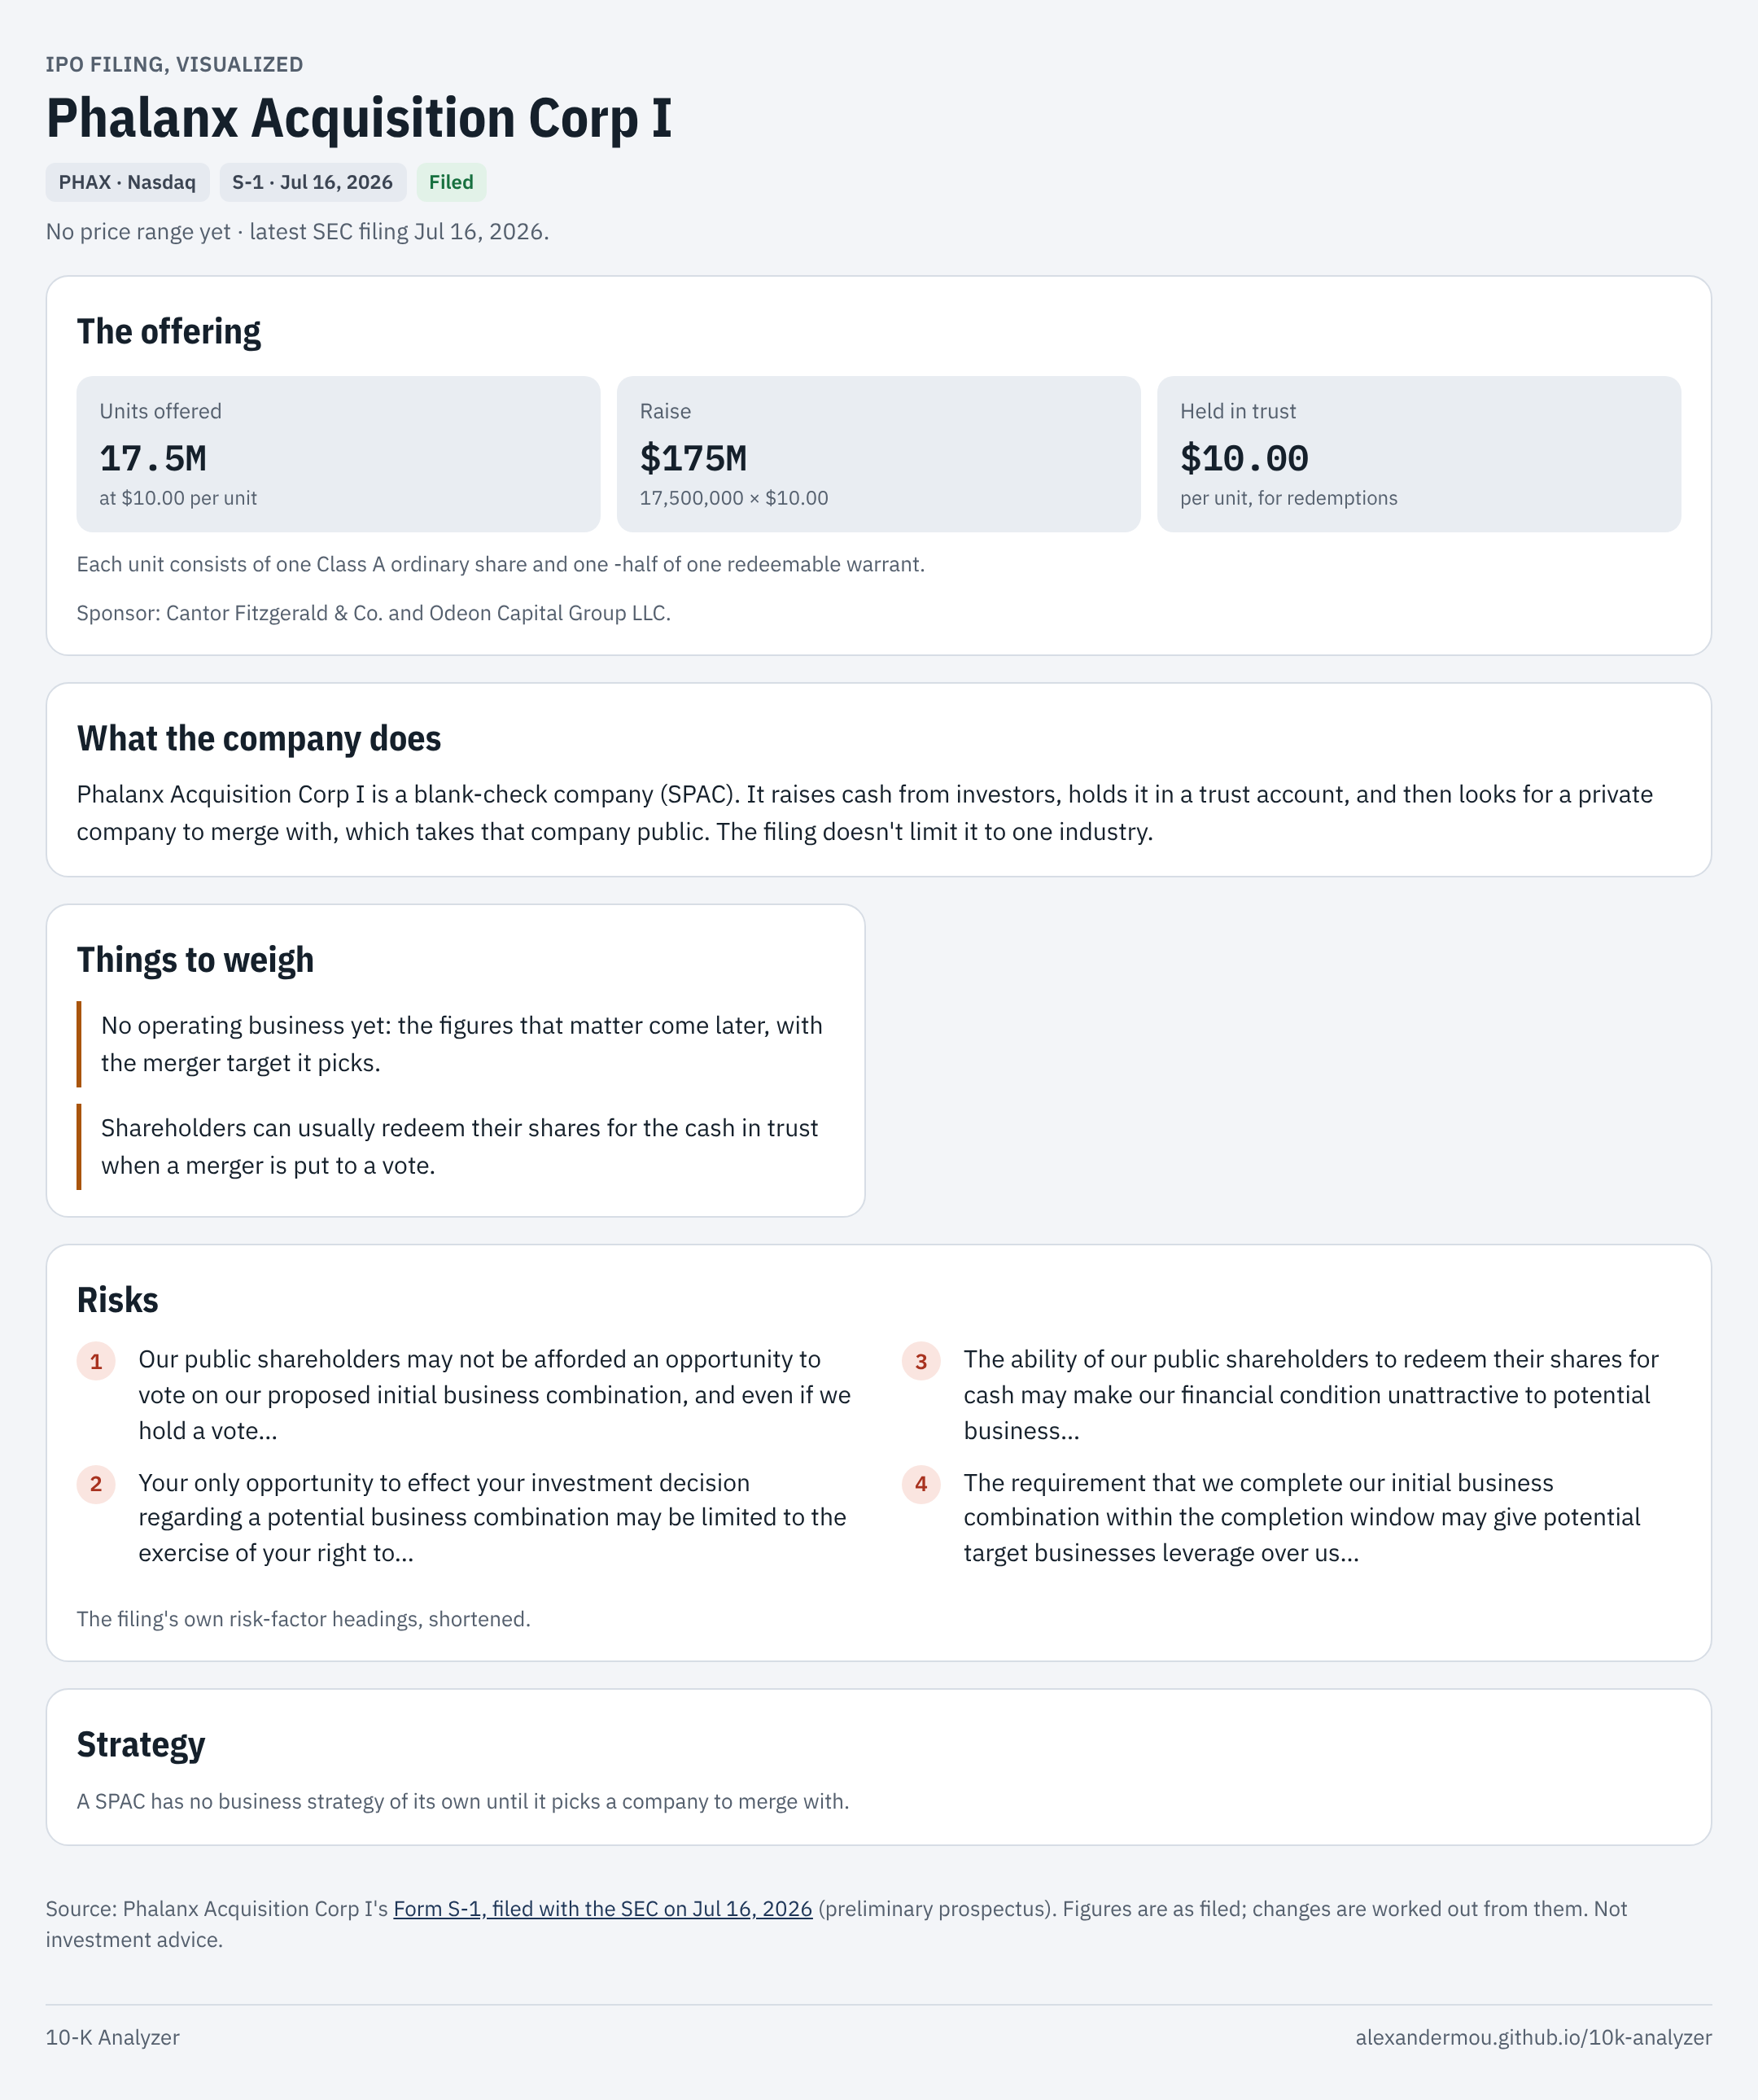 IPO FILING, VISUALIZED
Phalanx Acquisition Corp I
PHAX · Nasdaq
S-1 · Jul 16, 2026
Filed
No price range yet · latest SEC filing Jul 16, 2026.
The offering
Units offered
17.5M
at $10.00 per unit
Raise
$175M
17,500,000 × $10.00
Held in trust
$10.00
per unit, for redemptions
Each unit consists of one Class A ordinary share and one -half of one redeemable warrant.
Sponsor: Cantor Fitzgerald & Co. and Odeon Capital Group LLC.
What the company does
Phalanx Acquisition Corp I is a blank-check company (SPAC). It raises cash from investors, holds it in a trust account, and then looks for a private
company to merge with, which takes that company public. The filing doesn't limit it to one industry.
Things to weigh
No operating business yet: the figures that matter come later, with
the merger target it picks.
Shareholders can usually redeem their shares for the cash in trust
when a merger is put to a vote.
Risks
1
Our public shareholders may not be afforded an opportunity to
vote on our proposed initial business combination, and even if we
hold a vote...
2
Your only opportunity to effect your investment decision
regarding a potential business combination may be limited to the
exercise of your right to...
3
The ability of our public shareholders to redeem their shares for
cash may make our financial condition unattractive to potential
business...
4
The requirement that we complete our initial business
combination within the completion window may give potential
target businesses leverage over us...
The filing's own risk-factor headings, shortened.
Strategy
A SPAC has no business strategy of its own until it picks a company to merge with.
Source: Phalanx Acquisition Corp I's Form S-1, filed with the SEC on Jul 16, 2026 (preliminary prospectus). Figures are as filed; changes are worked out from them. Not
investment advice.
10-K Analyzer
alexandermou.github.io/10k-analyzer